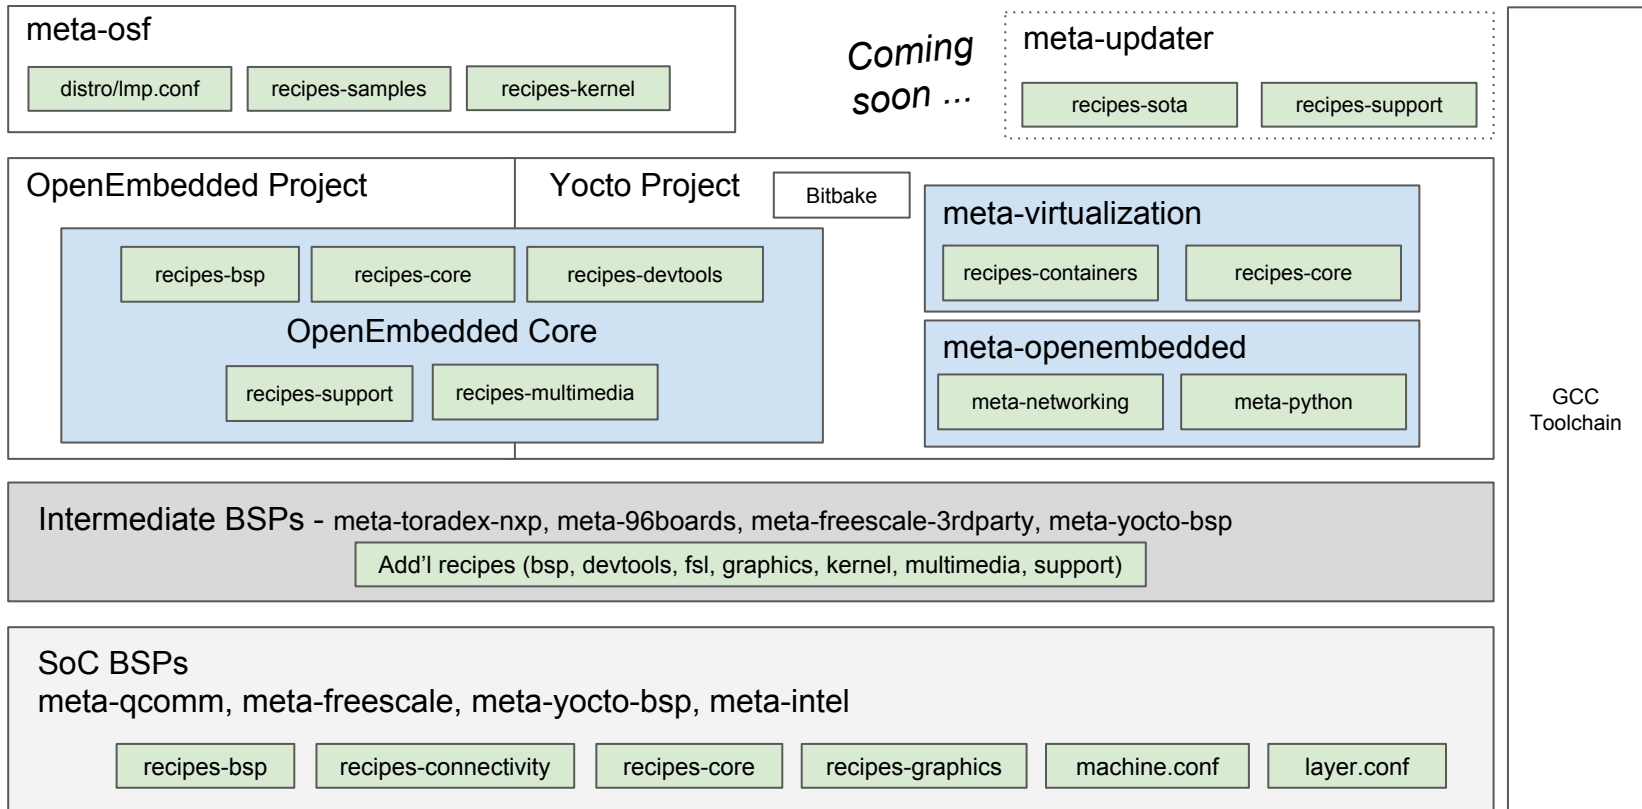 meta-osf
distro/lmp.conf
recipes-samples
recipes-kernel
Coming
soon ...
meta-updater
recipes-sota
recipes-support
OpenEmbedded Project
Yocto Project
Bitbake
recipes-bsp
recipes-core
recipes-devtools
OpenEmbedded Core
recipes-support
recipes-multimedia
meta-virtualization
recipes-containers
recipes-core
meta-openembedded
meta-networking
meta-python
GCC
Toolchain
Intermediate BSPs - meta-toradex-nxp, meta-96boards, meta-freescale-3rdparty, meta-yocto-bsp
Add’l recipes (bsp, devtools, fsl, graphics, kernel, multimedia, support)
SoC BSPs
meta-qcomm, meta-freescale, meta-yocto-bsp, meta-intel
recipes-bsp
recipes-connectivity
recipes-core
recipes-graphics
machine.conf
layer.conf